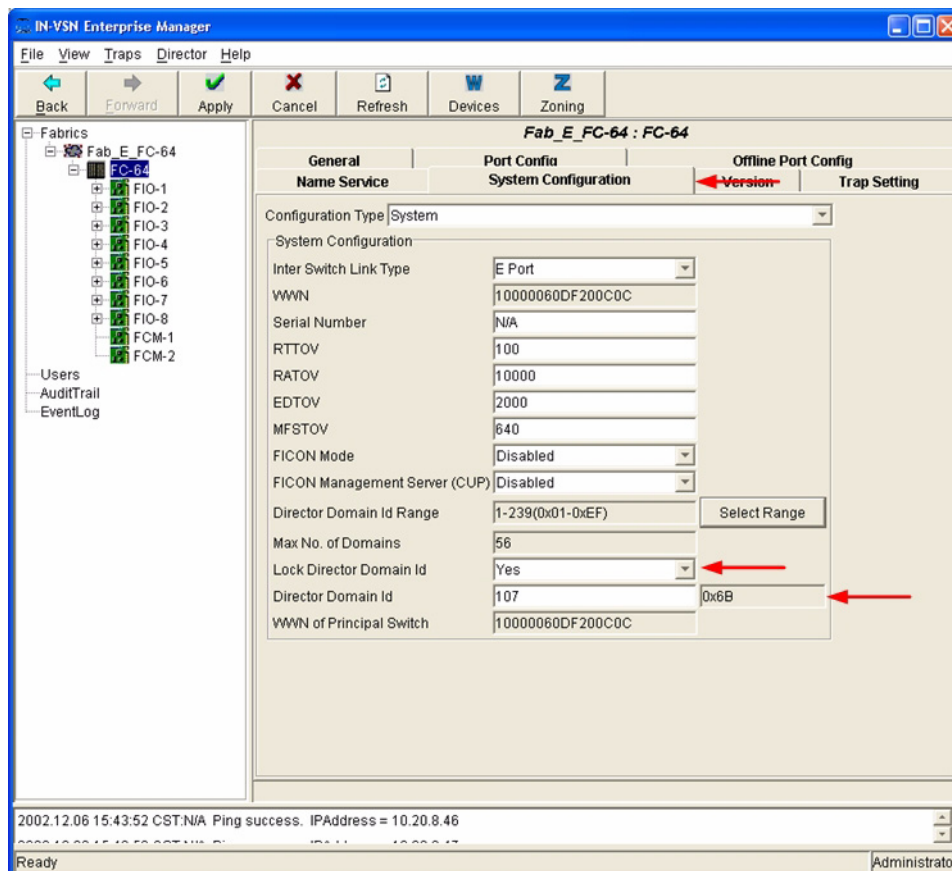 IN-VSN Enterprise Manager
File View Traps Director Help
Back Forward Apply Cancel Refresh Devices Zoning
Fabrics
Fab_E_FC-64
FC-64
FIO-1
FIO-2
FIO-3
FIO-4
FIO-5
FIO-6
FIO-7
FIO-8
FCM-1
FCM-2
Users
AuditTrail
EventLog
Fab_E_FC-64 : FC-64
General Port Config Offline Port Config
Name Service System Configuration Version Trap Setting
Configuration Type System
System Configuration
Inter Switch Link Type E Port
WWN 10000060DF200C0C
Serial Number N/A
RTTOV 100
RATOV 10000
EDTOV 2000
MFSTOV 640
FICON Mode Disabled
FICON Management Server (CUP) Disabled
Director Domain Id Range 1-239(0x01-0xEF) Select Range
Max No. of Domains 56
Lock Director Domain Id Yes
Director Domain Id 107 0x6B
WWN of Principal Switch 10000060DF200C0C
2002.12.06 15:43:52 CST:N/A Ping success. IPAddress = 10.20.8.46
Ready Administrato